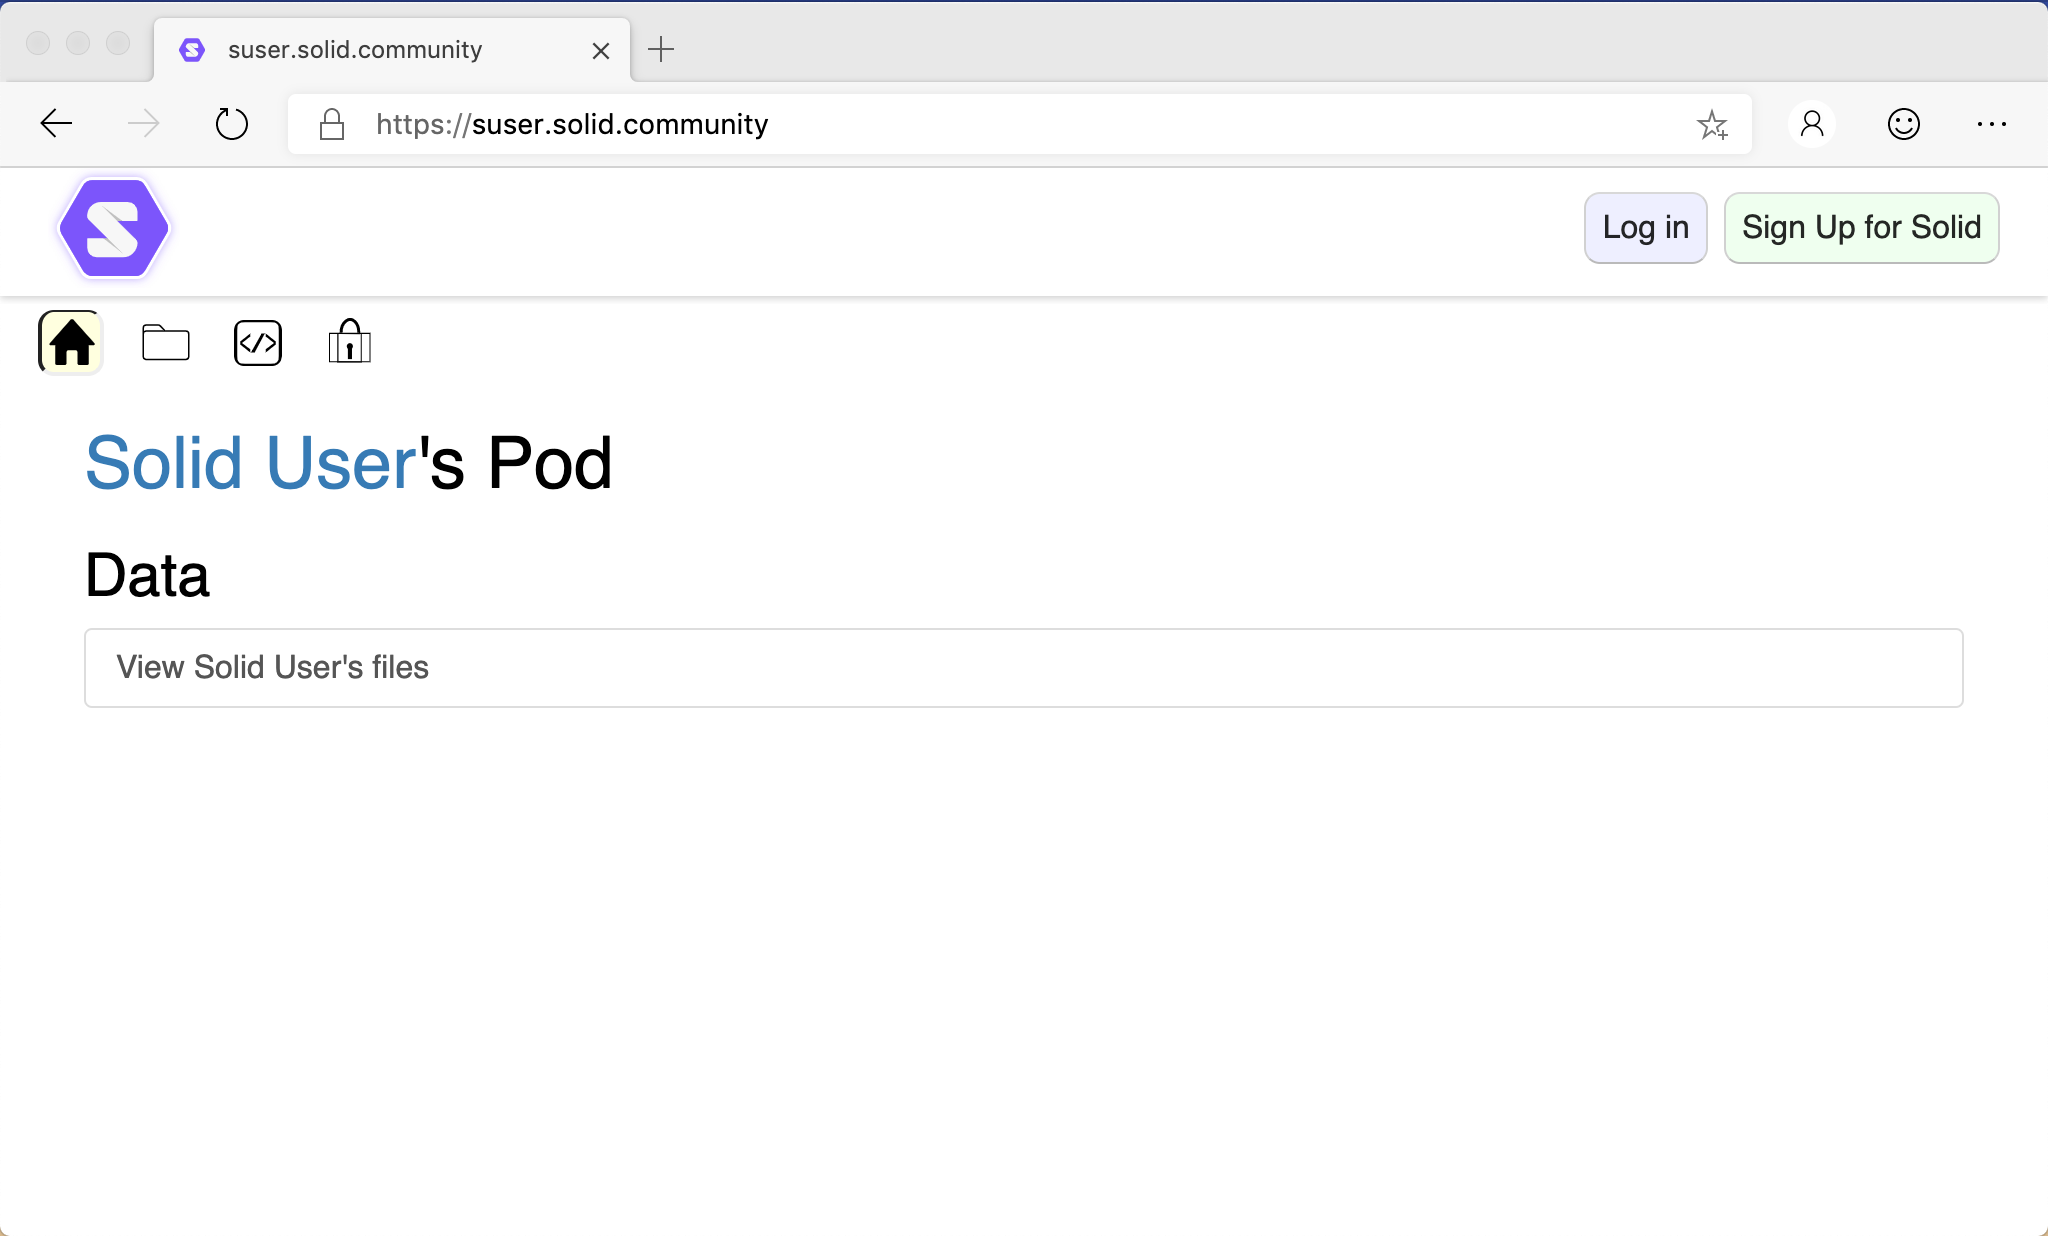 suser.solid.community
https://suser.solid.community
Log in
Sign Up for Solid
</>
Solid User's Pod
Data
View Solid User's files